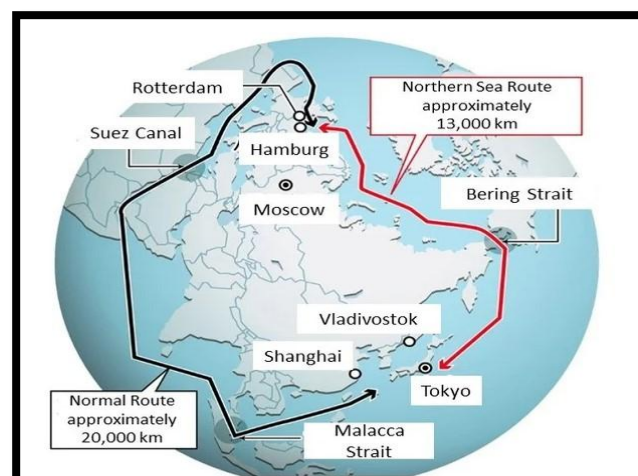 Rotterdam
Northern Sea Route
approximately
13,000 km
Suez Canal
Hamburg
Bering Strait
Moscow
Vladivostok
Shanghai
Tokyo
Normal Route
approximately
20,000 km
Malacca
Strait